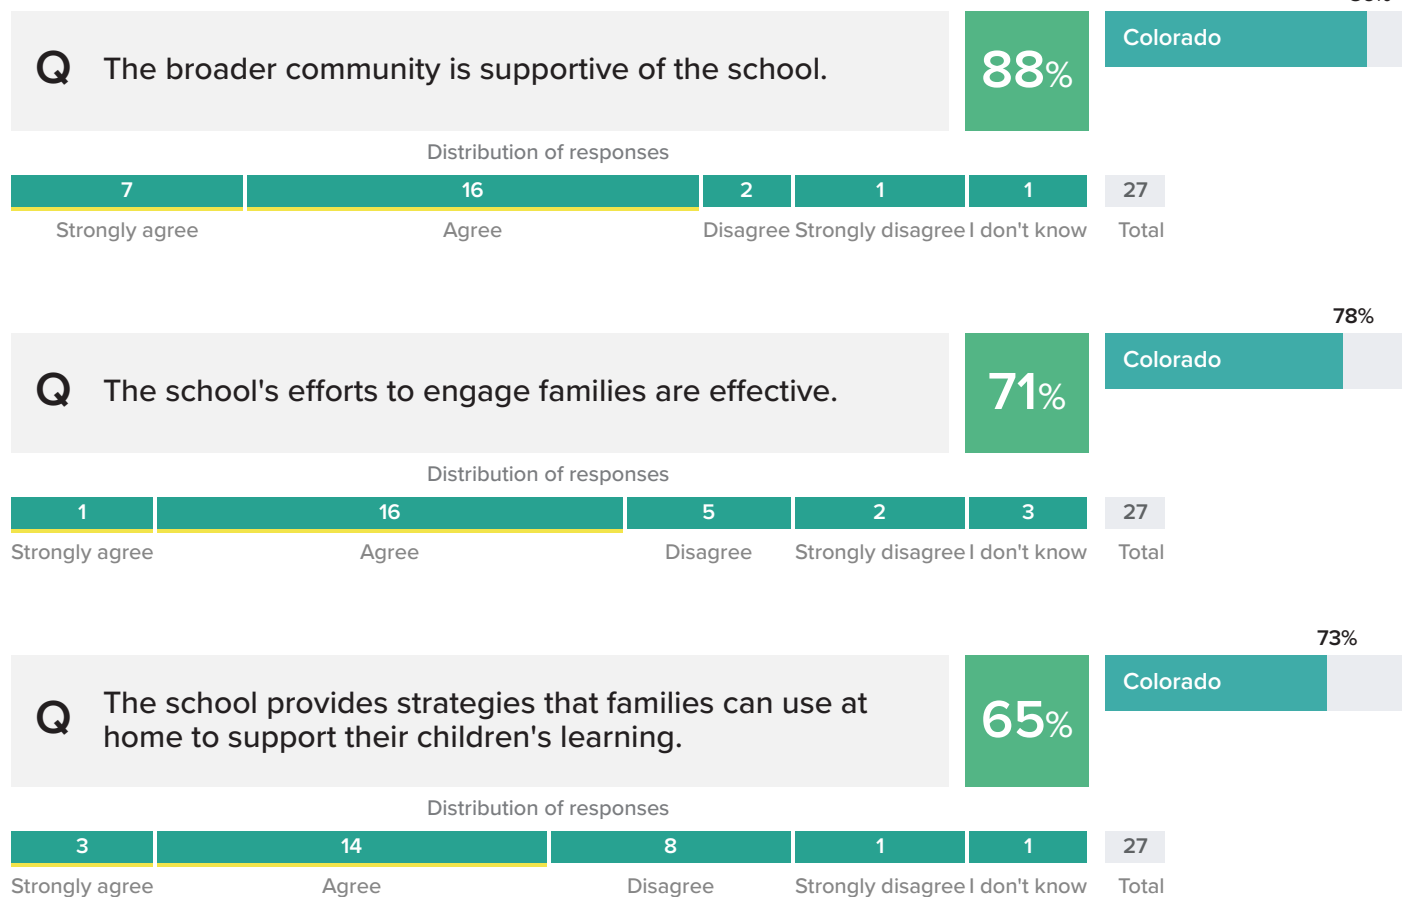 Q The broader community is supportive of the school. 88% Colorado
Distribution of responses
7 16 2 1 1 27
Strongly agree Agree Disagree Strongly disagree I don't know Total
78%
Q The school's efforts to engage families are effective. 71% Colorado
Distribution of responses
1 16 5 2 3 27
Strongly agree Agree Disagree Strongly disagree I don't know Total
73%
Q The school provides strategies that families can use at
home to support their children's learning. 65% Colorado
Distribution of responses
3 14 8 1 1 27
Strongly agree Agree Disagree Strongly disagree I don't know Total